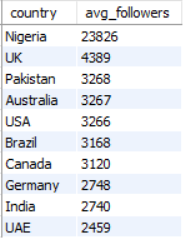 country avg_followers
Nigeria 23826
UK 4389
Pakistan 3268
Australia 3267
USA 3266
Brazil 3168
Canada 3120
Germany 2748
India 2740
UAE 2459